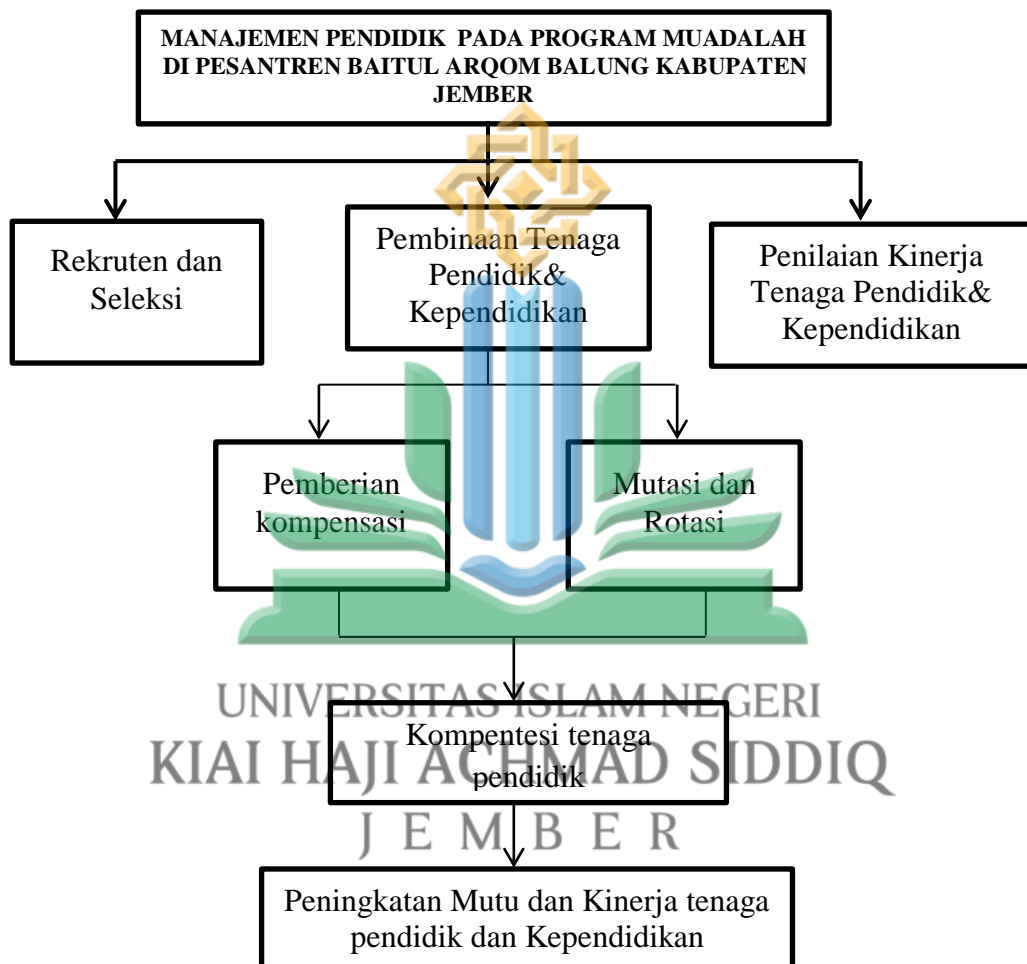 MANAJEMEN PENDIDIK PADA PROGRAM MUADALAH
DI PESANTREN BAITUL ARQOM BALUNG KABUPATEN
JEMBER
Rekruten dan
Seleksi
Pembinaan Tenaga
Pendidik&
Kependidikan
Penilaian Kinerja
Tenaga Pendidik&
Kependidikan
Pemberian
kompensasi
Mutasi dan
Rotasi
UNIVERSITAS ISLAM NEGERI
KIAI HAJI ACHMAD SIDDIQ
JEMBER
Kompentesi tenaga
pendidik
Peningkatan Mutu dan Kinerja tenaga
pendidik dan Kependidikan